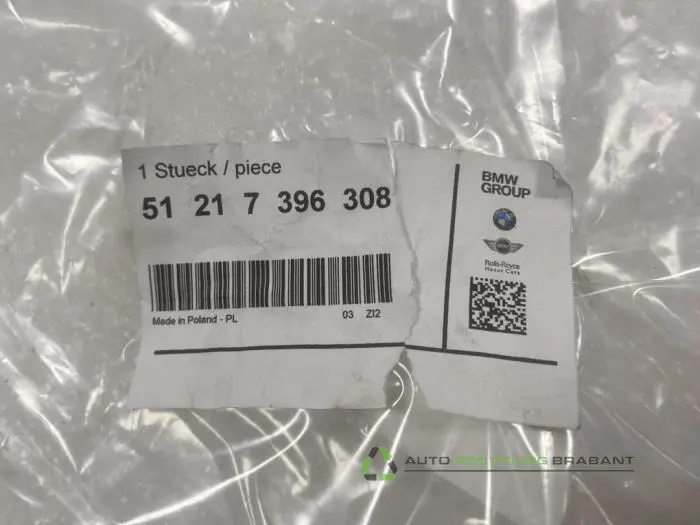 1 Stueck / piece
51 21 7 396 308
Made in Poland - PL 03 ZI2
BMW
GROUP
Rolls-Royce
Motor Cars
AUTO RECYCLING BRABANT